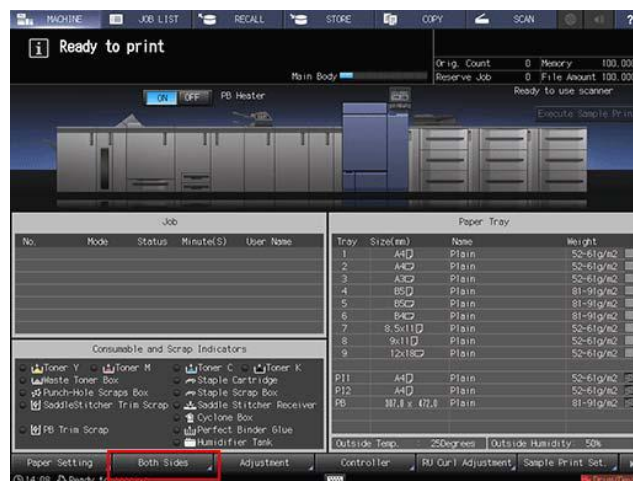 MACHINE JOB LIST RECALL STORE COPY SCAN ?
Ready to print
Main Body
Orig. Count 0 Memory 100.00
Reserve Job 0 File Amount 100.00
ON OFF PB Heater
Ready to use scanner
Execute Sample Prin
Job
No. Mode Status Minute(S) User Name
Paper Tray
Tray Size(mm) Name Weight
1 A4 Plain 52-61g/m2
2 A4 Plain 52-61g/m2
3 A3 Plain 52-61g/m2
4 B5 Plain 81-91g/m2
5 B5 Plain 81-91g/m2
6 B4 Plain 81-91g/m2
7 8.5x11 Plain 52-61g/m2
8 9x11 Plain 52-61g/m2
9 12x18 Plain 52-61g/m2
PI1 A4 Plain 52-61g/m2
PI2 A4 Plain 52-61g/m2
PB 307.0 x 472.0 Plain 81-91g/m2
Consumable and Scrap Indicators
Toner Y Toner M Toner C Toner K
Waste Toner Box Staple Cartridge
Punch-Hole Scraps Box Staple Scrap Box
SaddleStitcher Trim Scrap Saddle Stitcher Receiver
Cyclone Box
PB Trim Scrap Perfect Binder Glue
Humidifier Tank
Outside Temp. : 25Degrees Outside Humidity: 50%
Paper Setting Both Sides Adjustment Controller RU Curl Adjustment Sample Print Set.
14:08